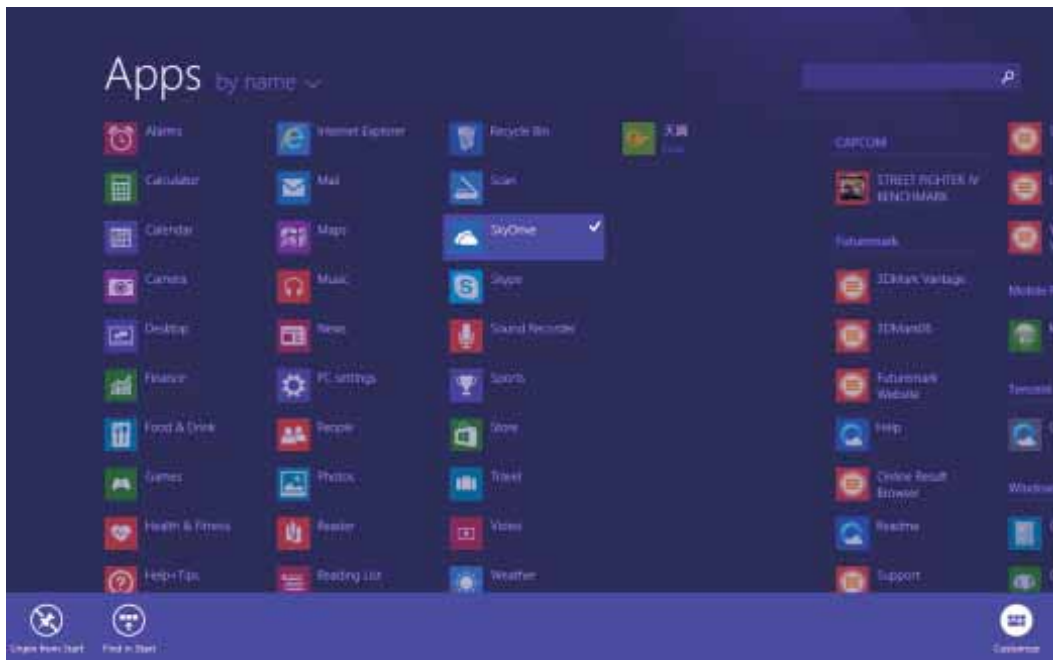 Apps by name
Alarms
Calculator
Calendar
Camera
Desktop
Finance
Food & Drink
Games
Health & Fitness
Help+Tips
Internet Explorer
Mail
Maps
Music
News
PC settings
People
Photos
Reader
Reading List
Recycle Bin
Scan
SkyDrive
Skype
Sound Recorder
Sports
Store
Travel
Video
Weather
CAPCOM
STREET FIGHTER IV
BENCHMARK
Futuremark
3DMark Vantage
3DMark06
Futuremark
Website
Help
Online Result
Browser
Readme
Support
Unpin from Start
Find in Start
Customize